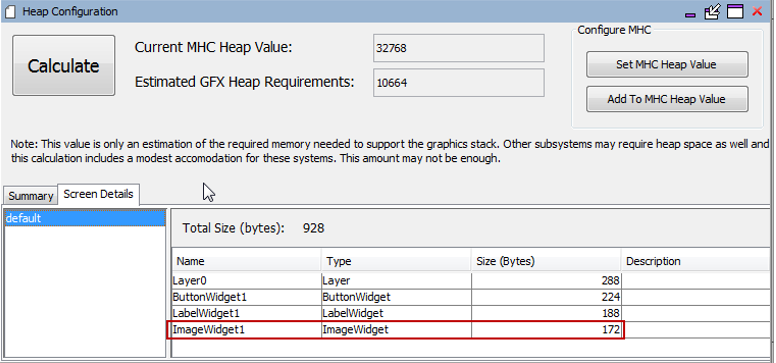 Heap Configuration
Calculate
Current MHC Heap Value:
32768
Estimated GFX Heap Requirements:
10664
Configure MHC
Set MHC Heap Value
Add To MHC Heap Value
Note: This value is only an estimation of the required memory needed to support the graphics stack. Other subsystems may require heap space as well and
this calculation includes a modest accomodation for these systems. This amount may not be enough.
Summary Screen Details
default
Total Size (bytes): 928
Name Type Size (Bytes) Description
Layer0 Layer 288
ButtonWidget1 ButtonWidget 224
LabelWidget1 LabelWidget 188
ImageWidget1 ImageWidget 172